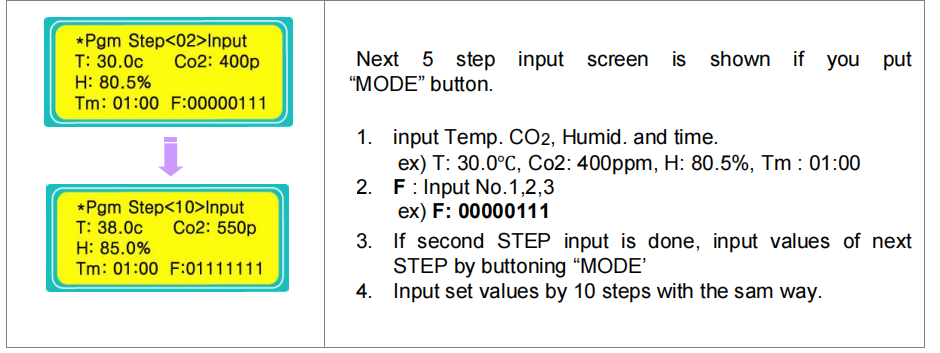 *Pgm Step<02>Input
T: 30.0c Co2: 400p
H: 80.5%
Tm: 01:00 F:00000111
*Pgm Step<10>Input
T: 38.0c Co2: 550p
H: 85.0%
Tm: 01:00 F:01111111
Next 5 step input screen is shown if you put
“MODE” button.
1. input Temp. CO2, Humid. and time.
ex) T: 30.0℃, Co2: 400ppm, H: 80.5%, Tm : 01:00
2. F : Input No.1,2,3
ex) F: 00000111
3. If second STEP input is done, input values of next
STEP by buttoning “MODE’
4. Input set values by 10 steps with the sam way.